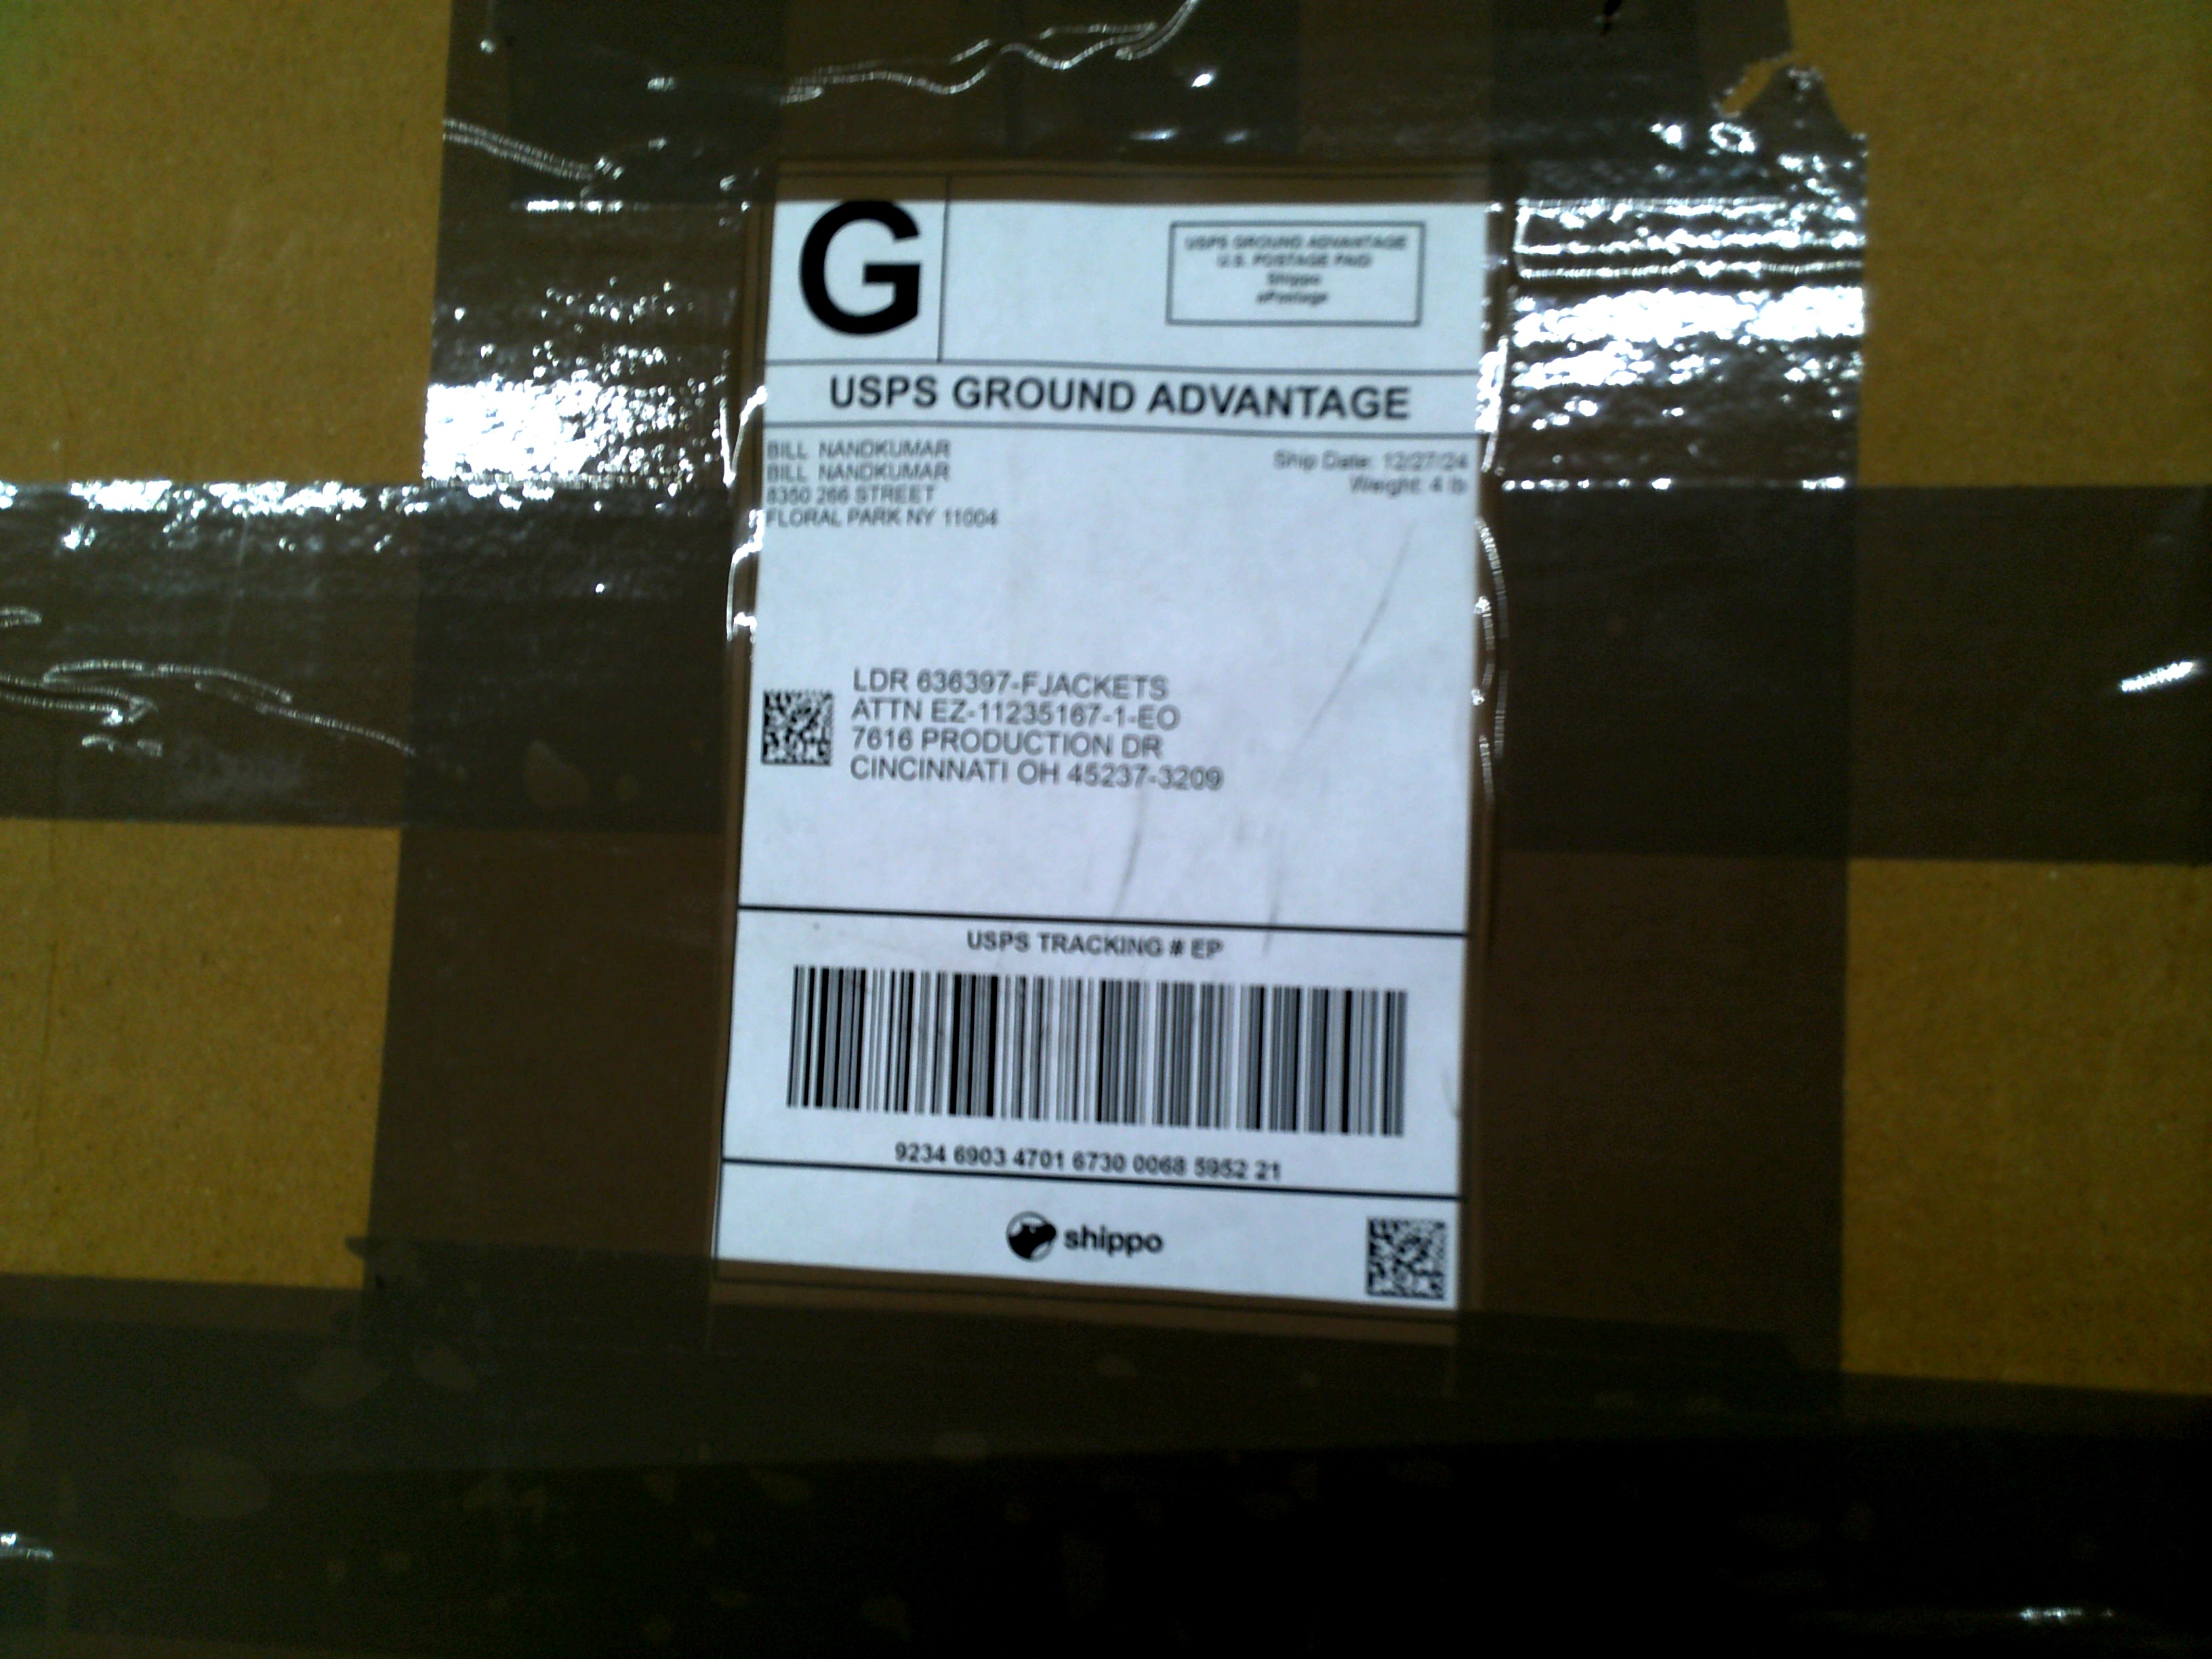 G
USPS GROUND ADVANTAGE
U.S. POSTAGE PAID
Shippo
ePostage
USPS GROUND ADVANTAGE
BILL NANDKUMAR
BILL NANDKUMAR
8350 266 STREET
FLORAL PARK NY 11004
Ship Date: 12/27/24
Weight: 4 lb
LDR 636397-FJACKETS
ATTN EZ-11235167-1-EO
7616 PRODUCTION DR
CINCINNATI OH 45237-3209
USPS TRACKING # EP
9234 6903 4701 6730 0068 5952 21
shippo